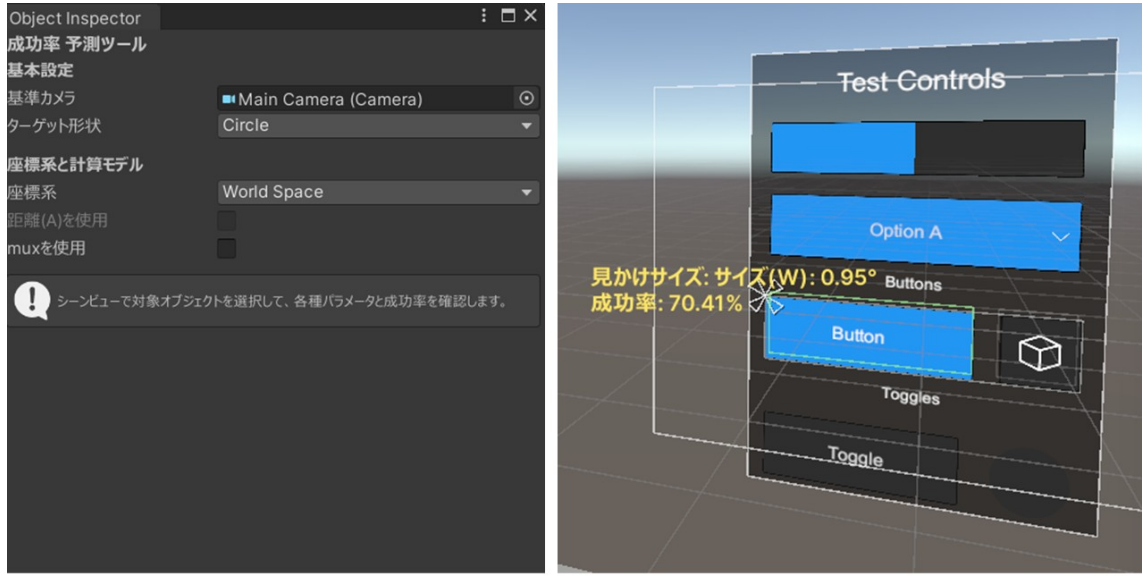 Object Inspector
成功率 予測ツール
基本設定
基準カメラ Main Camera (Camera)
ターゲット形状 Circle
座標系と計算モデル
座標系 World Space
距離(A)を使用
muxを使用
シーンビューで対象オブジェクトを選択して、各種パラメータと成功率を確認します。
Test Controls
Option A
見かけサイズ: サイズ(W): 0.95°
成功率: 70.41%
Buttons
Button
Toggles
Toggle